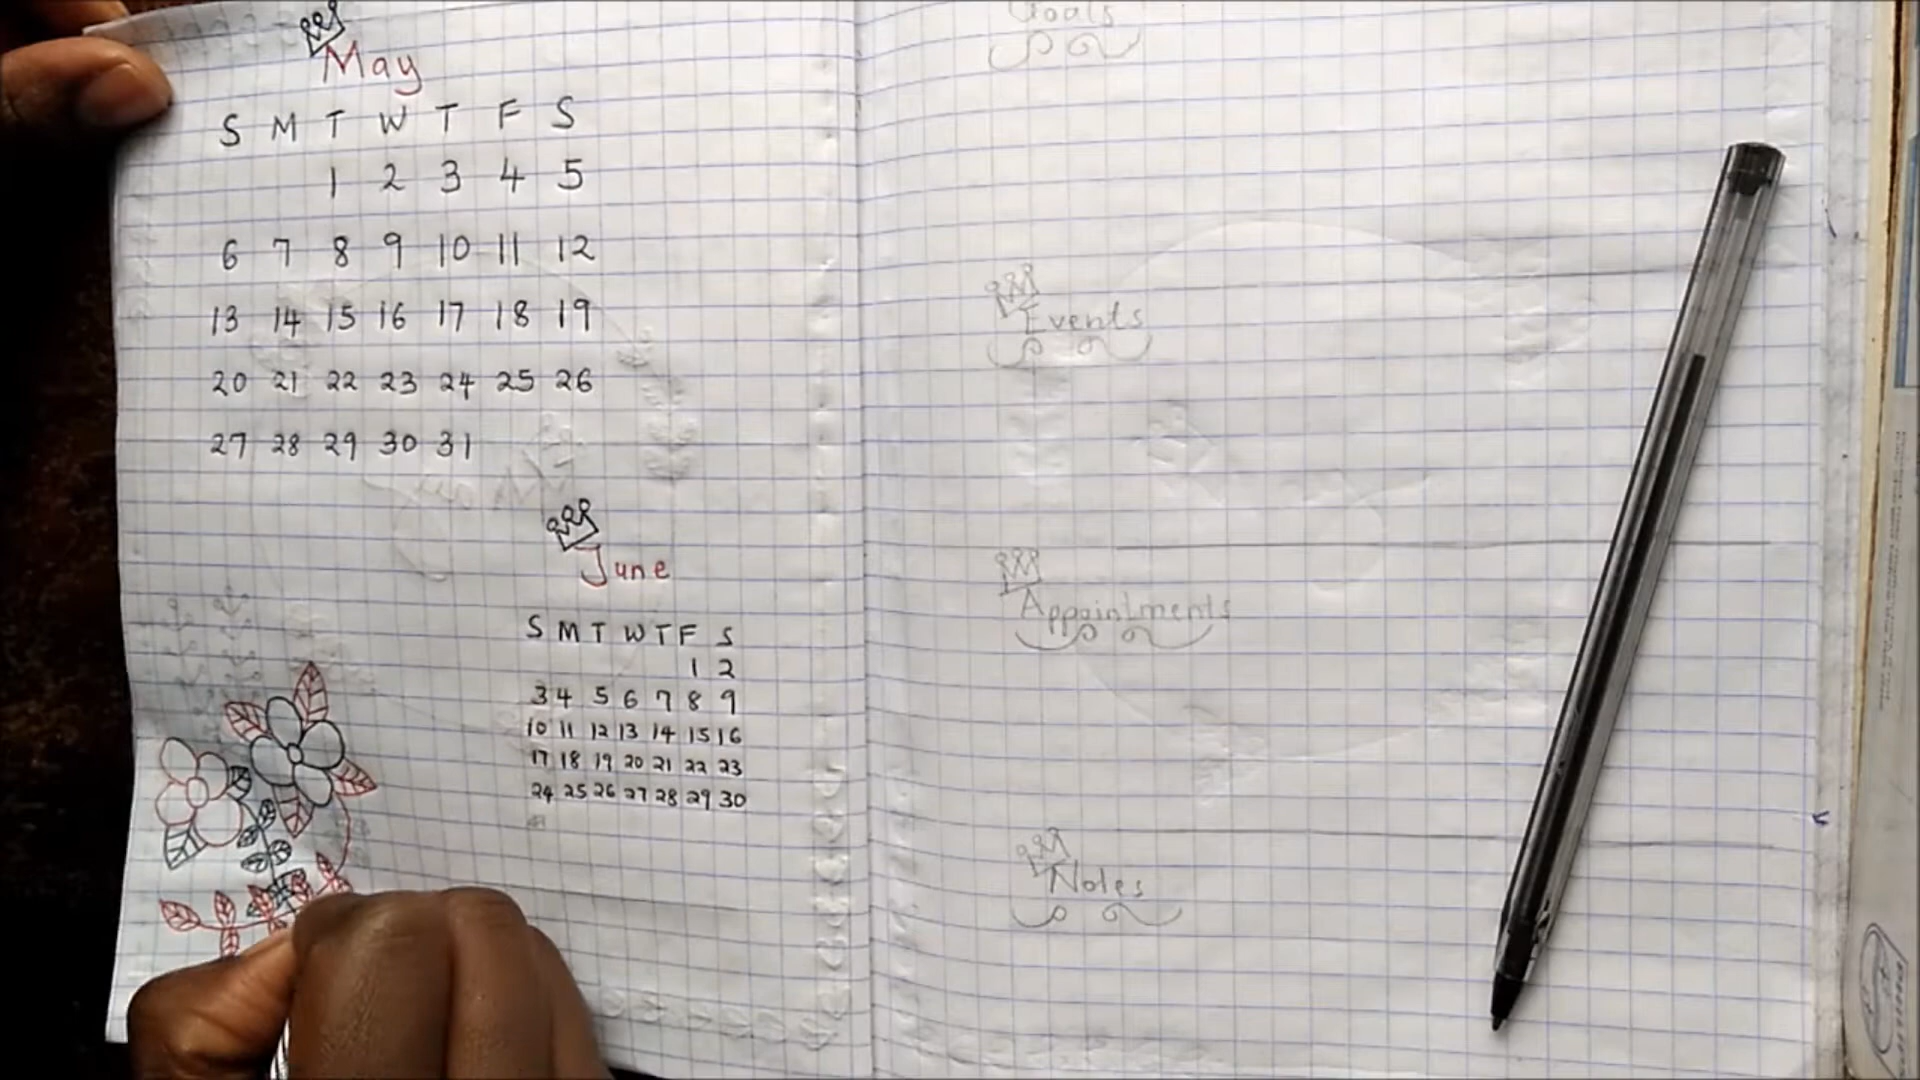 May
S M T W T F S
1 2 3 4 5
6 7 8 9 10 11 12
13 14 15 16 17 18 19
20 21 22 23 24 25 26
27 28 29 30 31
June
S M T W T F S
1 2
3 4 5 6 7 8 9
10 11 12 13 14 15 16
17 18 19 20 21 22 23
24 25 26 27 28 29 30
Goals
Events
Appointments
Notes